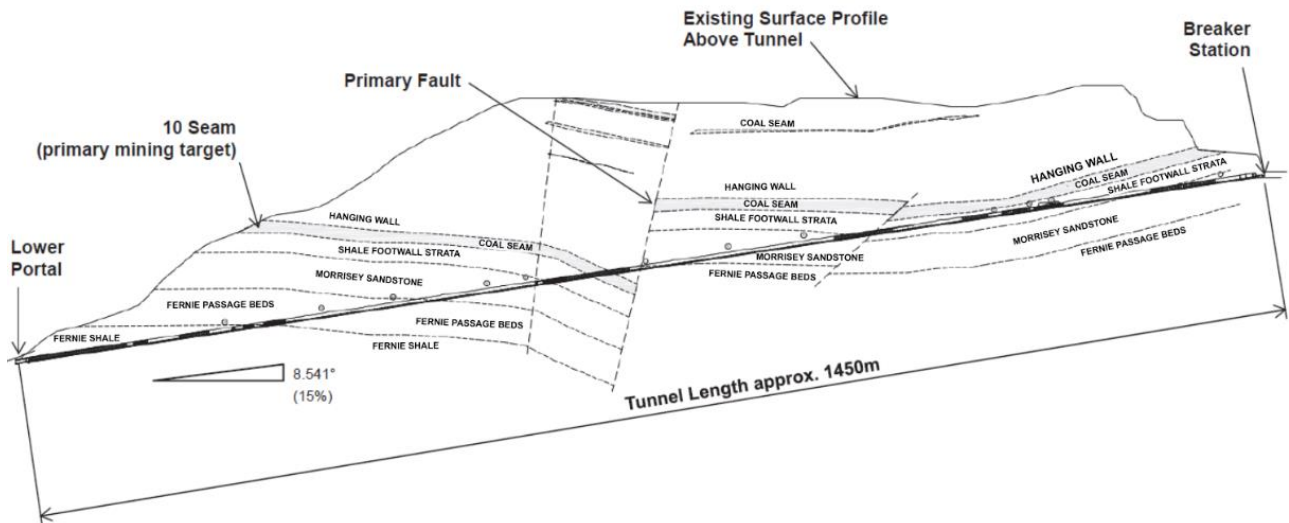 Existing Surface Profile
Above Tunnel
Breaker
Station
Primary Fault
10 Seam
(primary mining target)
COAL SEAM
HANGING WALL
COAL SEAM
SHALE FOOTWALL STRATA
HANGING WALL
COAL SEAM
SHALE FOOTWALL STRATA
HANGING WALL
COAL SEAM
SHALE FOOTWALL STRATA
Lower
Portal
MORRISEY SANDSTONE
MORRISEY SANDSTONE
MORRISEY SANDSTONE
FERNIE PASSAGE BEDS
FERNIE PASSAGE BEDS
FERNIE PASSAGE BEDS
FERNIE PASSAGE BEDS
FERNIE SHALE
FERNIE SHALE
8.541°
(15%)
Tunnel Length approx. 1450m